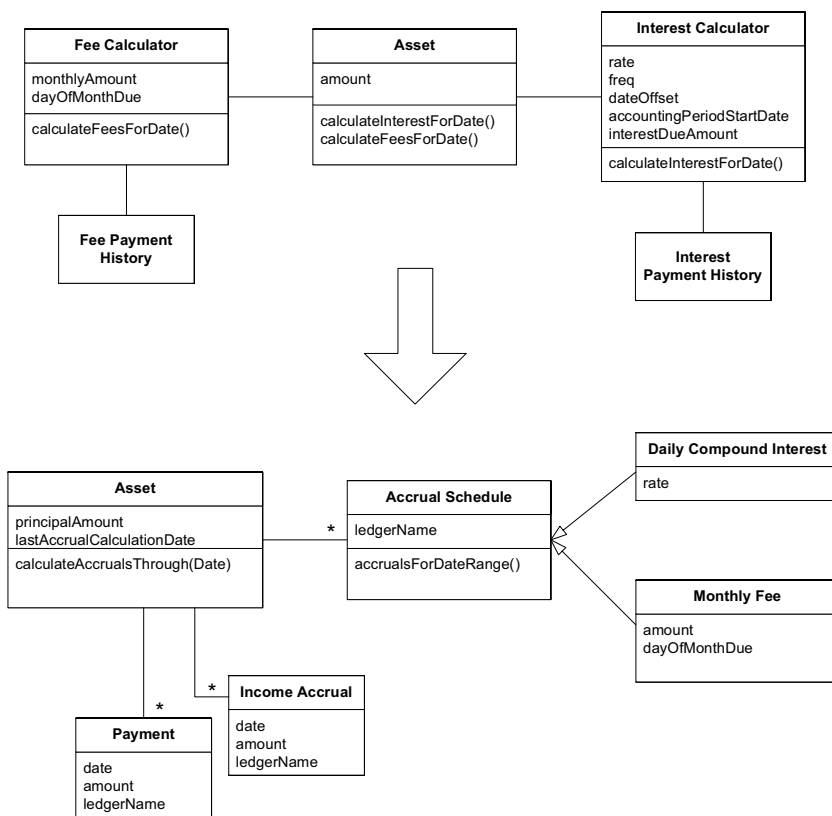 Fee Calculator
monthlyAmount
dayOfMonthDue
calculateFeesForDate()
Asset
amount
calculateInterestForDate()
calculateFeesForDate()
Interest Calculator
rate
freq
dateOffset
accountingPeriodStartDate
interestDueAmount
calculateInterestForDate()
Fee Payment
History
Interest
Payment History
Asset
principalAmount
lastAccrualCalculationDate
calculateAccrualsThrough(Date)
*
Accrual Schedule
ledgerName
accrualsForDateRange()
Daily Compound Interest
rate
Monthly Fee
amount
dayOfMonthDue
*
Income Accrual
date
amount
ledgerName
*
Payment
date
amount
ledgerName